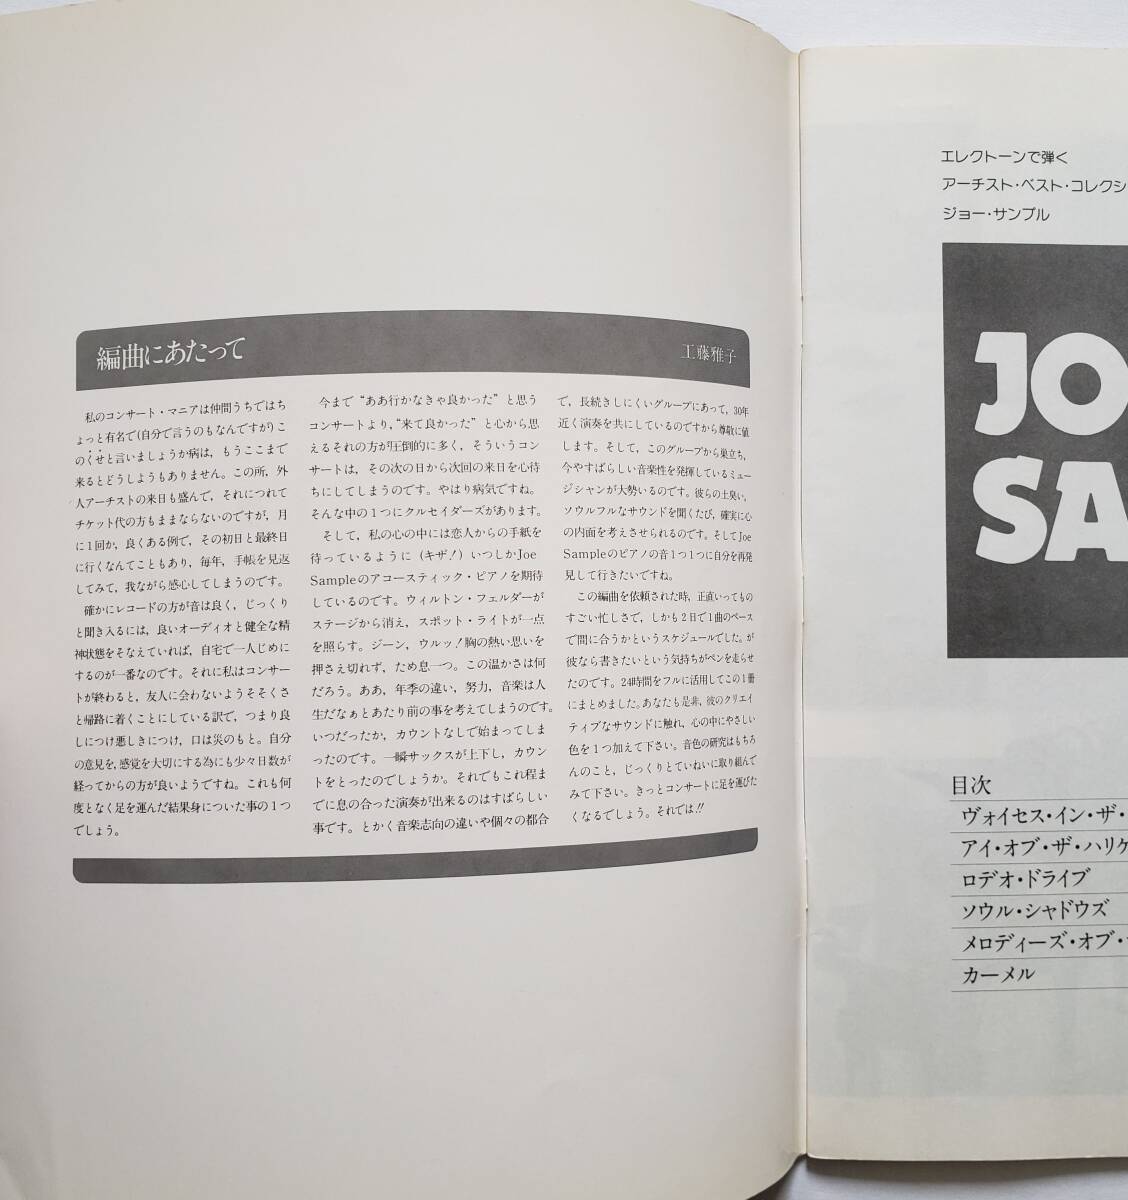 編曲にあたって
工藤雅子
私のコンサート・マニアは仲間うちではち
ょっと有名で(自分で言うのもなんですが)こ
のくせと言いましょうか病は、もうここまで
来るとどうしようもありません。この所、外
人アーチストの来日も盛んで、それにつれて
チケット代の方もままならないのですが、月
に1回か、良くある例で、その初日と最終日
に行くなんてこともあり、毎年、手帳を見返
してみて、我ながら感心してしまうのです。
確かにレコードの方が音は良く、じっくり
と聞き入るには、良いオーディオと健全な精
神状態をそなえていれば、自宅で一人じめに
するのが一番なのです。それに私はコンサー
トが終わると、友人に会わないようそそくさ
と帰路に着くことにしている訳で、つまり良
しにつけ悪しきにつけ、口は災のもと。自分
の意見を、感覚を大切にする為にも少々日数が
経ってからの方が良いようですね。これも何
度となく足を運んだ結果身についた事の1つ
でしょう。
今まで“ああ行かなきゃ良かった”と思う
コンサートより、“来て良かった”と心から思
えるそれの方が圧倒的に多く、そういうコン
サートは、その次の日から次回の来日を心待
ちにしてしまうのです。やはり病気ですね。
そんな中の1つにクルセイダーズがあります。
そして、私の心の中には恋人からの手紙を
待っているように(キザ！)いつしかJoe
Sampleのアコースティック・ピアノを期待
しているのです。ウィルトン・フェルダーが
ステージから消え、スポット・ライトが一点
を照らす。ジーン、ウルッ！胸の熱い思いを
押さえ切れず、ため息一つ。この温かさは何
だろう。ああ、年季の違い、努力、音楽は人
生だなぁとあたり前の事を考えてしまうのです。
いつだったか、カウントなしで始まってしま
ったのです。一瞬サックスが上下し、カウン
トをとったのでしょうか。それでもこれ程ま
でに息の合った演奏が出来るのはすばらしい
事です。とかく音楽志向の違いや個々の都合
で、長続きしにくいグループにあって、30年
近く演奏を共にしているのですから尊敬に値
します。そして、このグループから巣立ち、
今やすばらしい音楽性を発揮しているミュー
ジシャンが大勢いるのです。彼らの土臭い、
ソウルフルなサウンドを聞くたび、確実に心
の内面を考えさせられるのです。そしてJoe
Sampleのピアノの音1つ1つに自分を再発
見して行きたいですね。
この編曲を依頼された時、正直いってもの
すごい忙しさで、しかも2日で1曲のペース
で間に合うかというスケジュールでした。が
彼なら書きたいという気持ちがペンを走らせ
たのです。24時間をフルに活用してこの1冊
にまとめました。あなたも是非、彼のクリエイ
ティブなサウンドに触れ、心の中にやさしい
色を1つ加えて下さい。音色の研究はもちろ
んのこと、じっくりとていねいに取り組んで
みて下さい。きっとコンサートに足を運びた
くなるでしょう。それでは!!
エレクトーンで弾く
アーチスト・ベスト・コレクシ
ジョー・サンプル
JO
SA
目次
ヴォイセス・イン・ザ・
アイ・オブ・ザ・ハリケ
ロデオ・ドライブ
ソウル・シャドウズ
メロディーズ・オブ・
カーメル